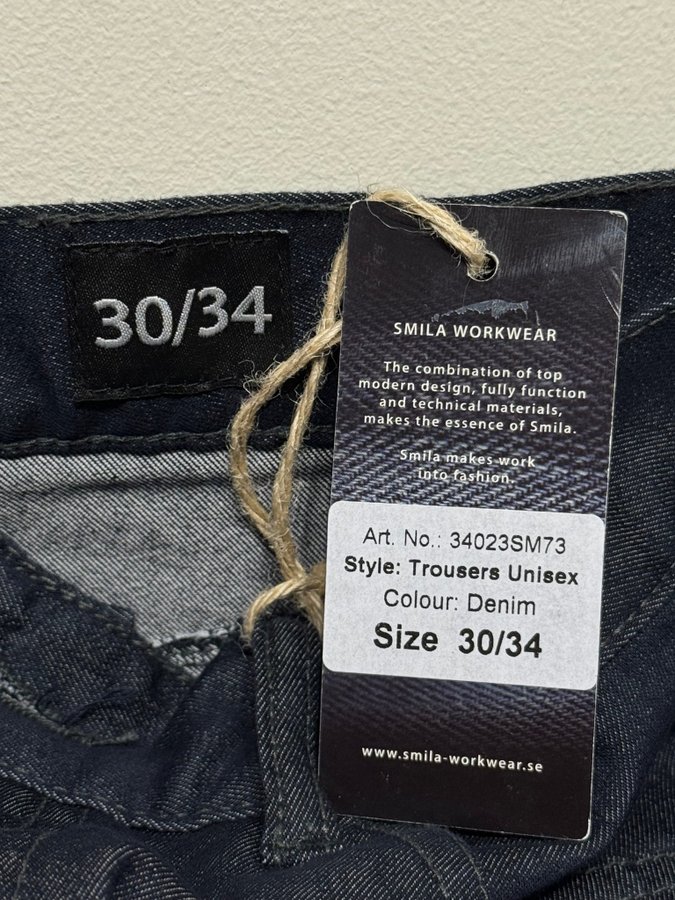 30/34
SMILA WORKWEAR
The combination of top
modern design, fully function
and technical materials,
makes the essence of Smila.
Smila makes work
into fashion.
Art. No.: 34023SM73
Style: Trousers Unisex
Colour: Denim
Size 30/34
www.smila-workwear.se